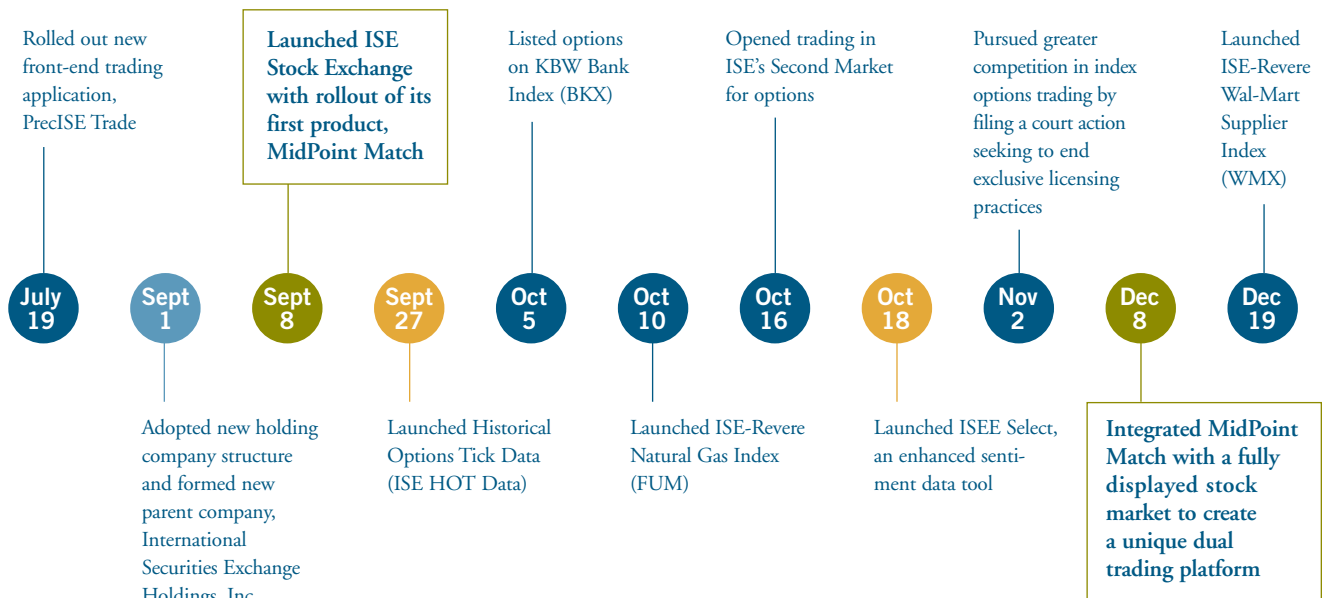 Rolled out new
front-end trading
application,
PrecISE Trade
Launched ISE
Stock Exchange
with rollout of its
first product,
MidPoint Match
Listed options
on KBW Bank
Index (BKX)
Opened trading in
ISE’s Second Market
for options
Pursued greater
competition in index
options trading by
filing a court action
seeking to end
exclusive licensing
practices
Launched
ISE-Revere
Wal-Mart
Supplier
Index
(WMX)
July
19
Sept
1
Sept
8
Sept
27
Oct
5
Oct
10
Oct
16
Oct
18
Nov
2
Dec
8
Dec
19
Adopted new holding
company structure
and formed new
parent company,
International
Securities Exchange
Holdings, Inc
Launched Historical
Options Tick Data
(ISE HOT Data)
Launched ISE-Revere
Natural Gas Index
(FUM)
Launched ISEE Select,
an enhanced senti-
ment data tool
Integrated MidPoint
Match with a fully
displayed stock
market to create
a unique dual
trading platform